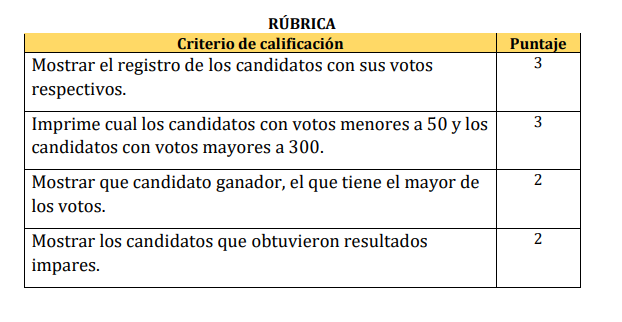 RÚBRICA
Criterio de calificación Puntaje
Mostrar el registro de los candidatos con sus votos 3
respectivos.
Imprime cual los candidatos con votos menores a 50 y los 3
candidatos con votos mayores a 300.
Mostrar que candidato ganador, el que tiene el mayor de 2
los votos.
Mostrar los candidatos que obtuvieron resultados 2
impares.